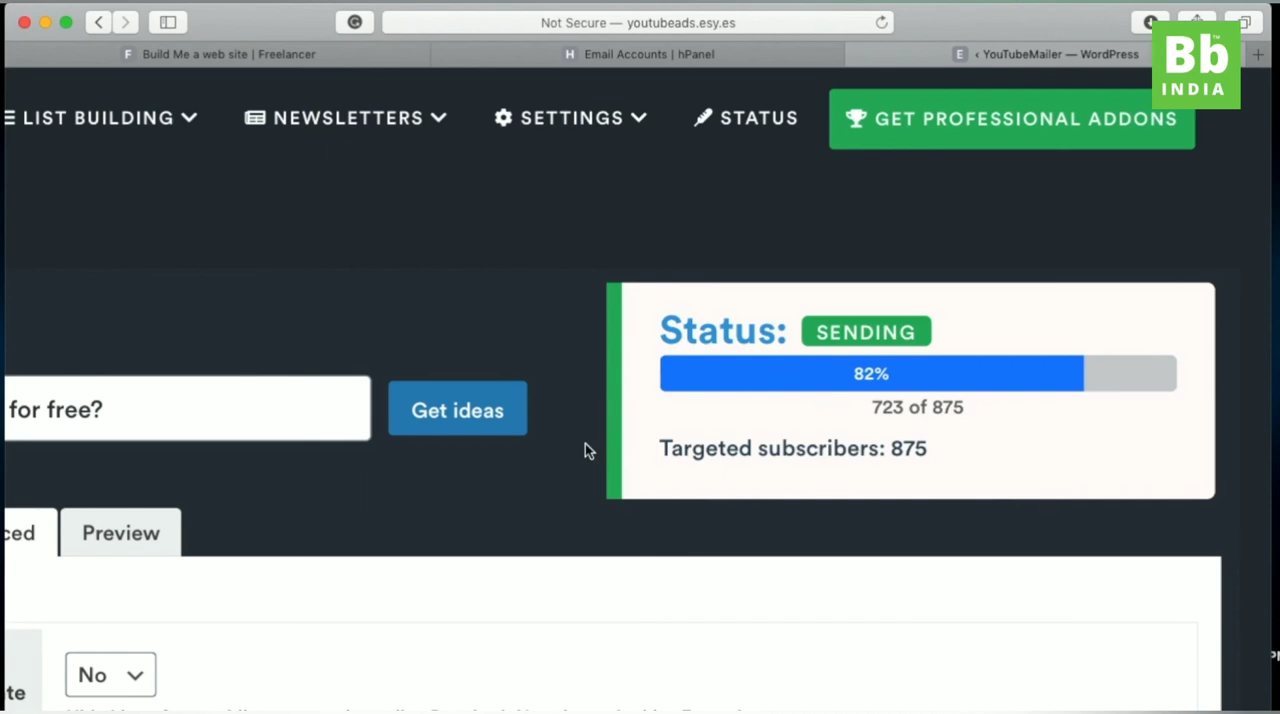 Not Secure — youtubeads.esy.es
F Build Me a web site | Freelancer
H Email Accounts | hPanel
E ‹ YouTubeMailer — WordPress
Bb™
INDIA
LIST BUILDING
NEWSLETTERS
SETTINGS
STATUS
GET PROFESSIONAL ADDONS
Status: SENDING
82%
723 of 875
Targeted subscribers: 875
for free?
Get ideas
ced
Preview
No
te